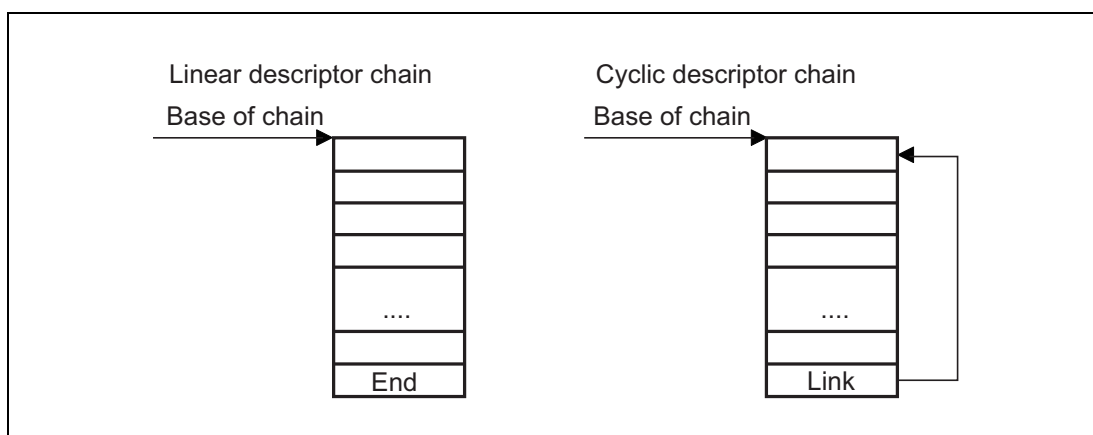 Linear descriptor chain
Base of chain
....
End
Cyclic descriptor chain
Base of chain
....
Link